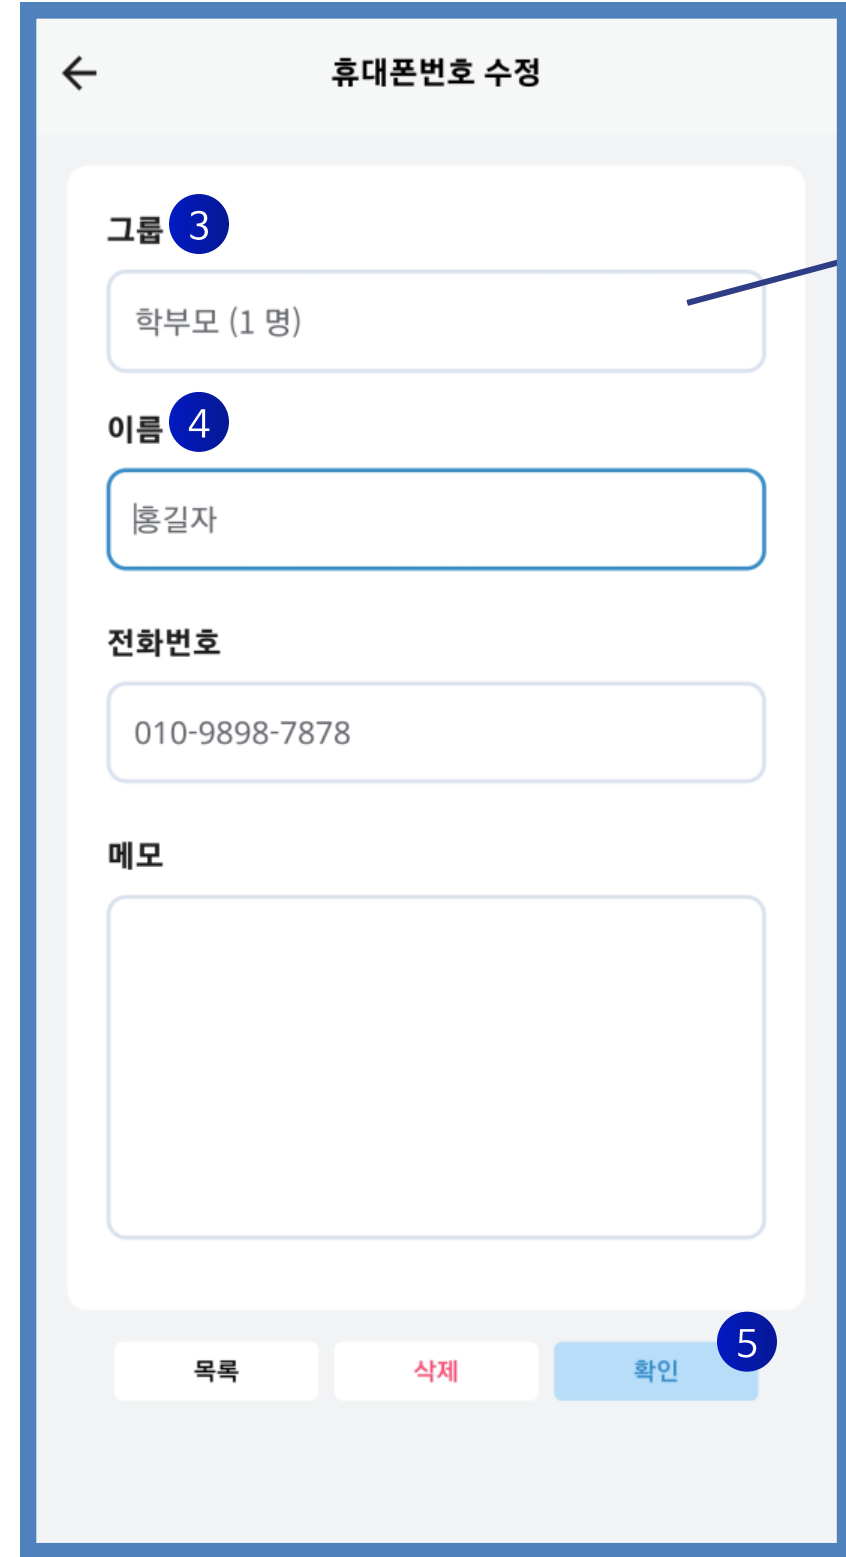 휴대폰번호 수정
그룹 3
학부모 (1 명)
이름 4
홍길자
전화번호
010-9898-7878
메모
5
목록 삭제 확인